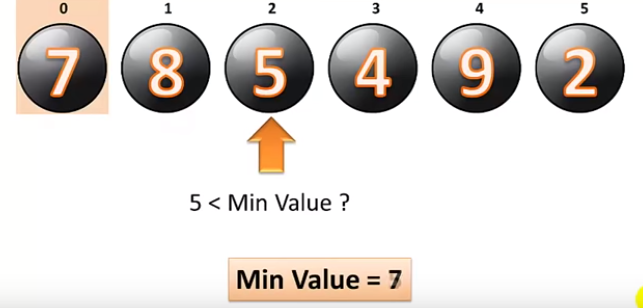 0 1 2 3 4 5
7 8 5 4 9 2
5 < Min Value ?
Min Value = 7